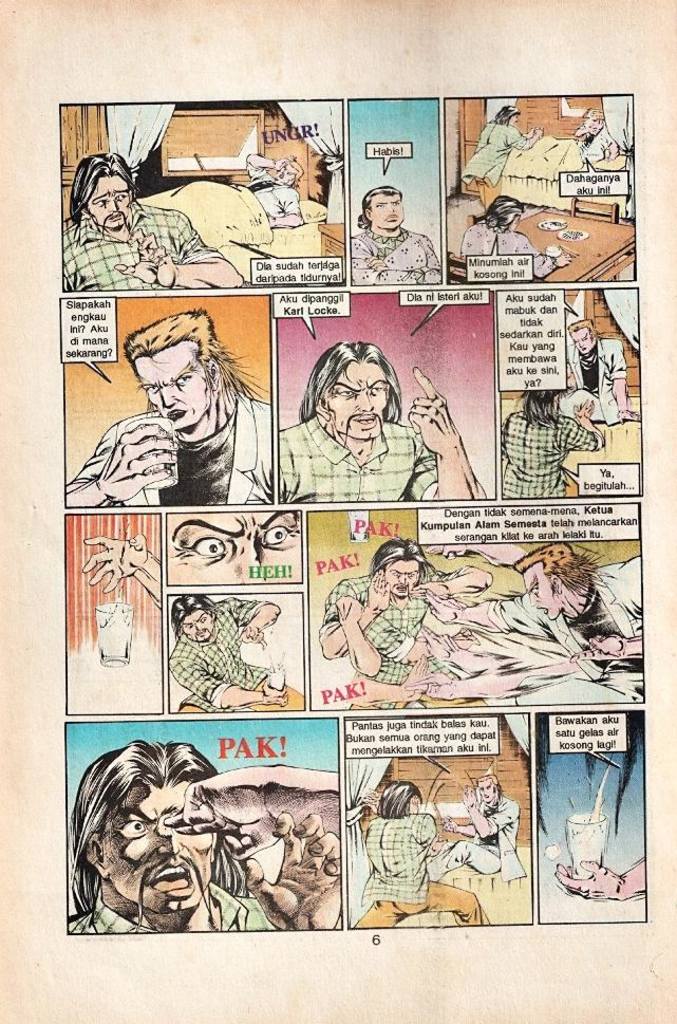 UNGR!
Dia sudah terjaga
daripada tidurnya!
Habis!
Dahaganya
aku ini!
Minumlah air
kosong ini!
Siapakah
engkau
ini? Aku
di mana
sekarang?
Aku dipanggil
Karl Locke.
Dia ni isteri aku!
Aku sudah
mabuk dan
tidak
sedarkan diri.
Kau yang
membawa
aku ke sini,
ya?
Ya,
begitulah...
HEH!
Dengan tidak semena-mena, Ketua
Kumpulan Alam Semesta telah melancarkan
serangan kilat ke arah lelaki itu.
PAK!
PAK!
PAK!
PAK!
Pantas juga tindak balas kau.
Bukan semua orang yang dapat
mengelakkan tikaman aku ini.
Bawakan aku
satu gelas air
kosong lagi!
6